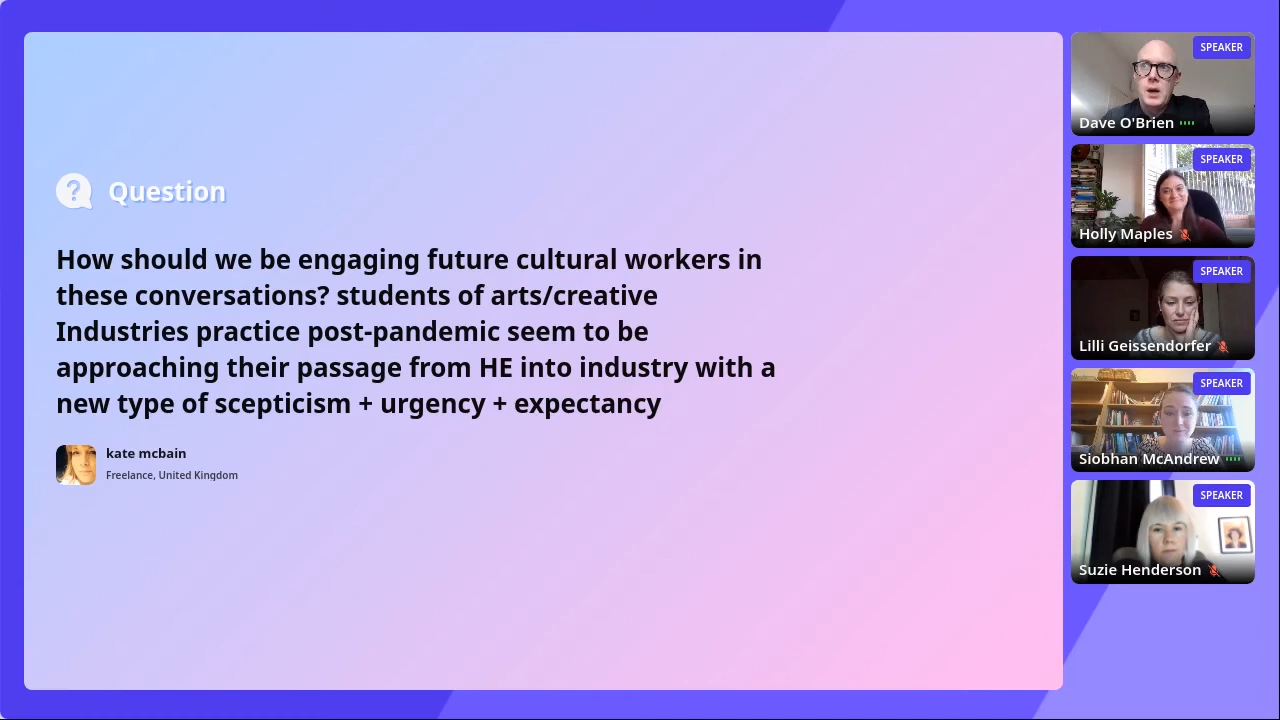 Question
How should we be engaging future cultural workers in
these conversations? students of arts/creative
Industries practice post-pandemic seem to be
approaching their passage from HE into industry with a
new type of scepticism + urgency + expectancy
kate mcbain
Freelance, United Kingdom
SPEAKER
Dave O'Brien
SPEAKER
Holly Maples
SPEAKER
Lilli Geissendorfer
SPEAKER
Siobhan McAndrew
SPEAKER
Suzie Henderson